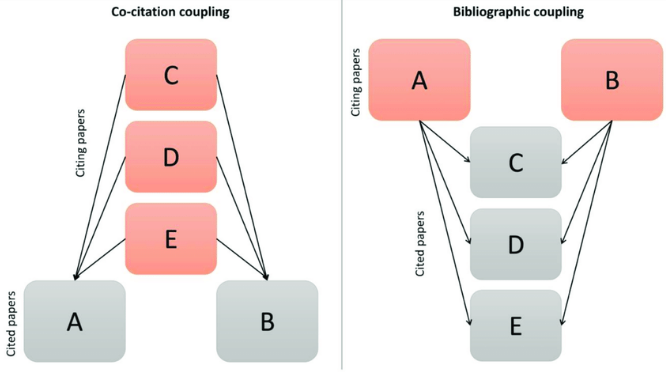 Co-citation coupling
Citing papers
C
D
E
Cited papers
A
B
Bibliographic coupling
Citing papers
A
B
Cited papers
C
D
E